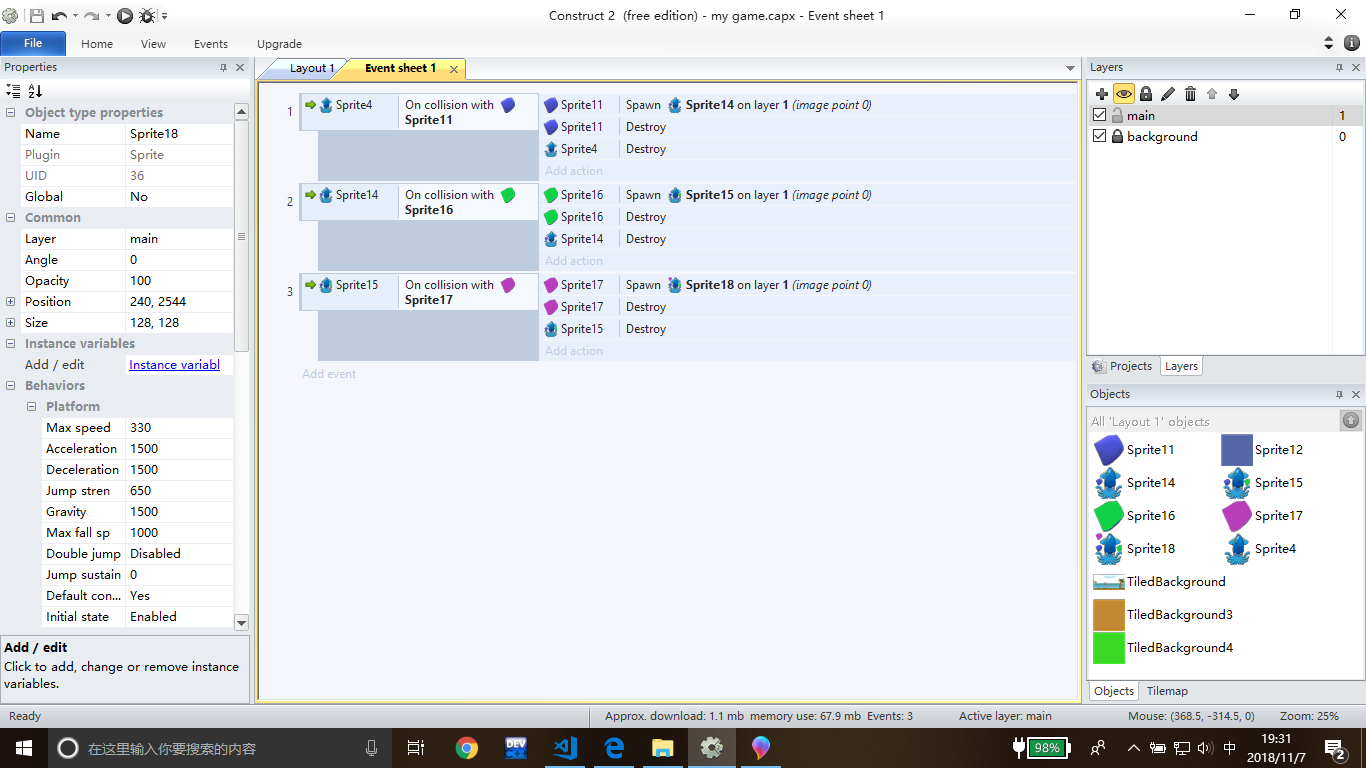 Construct 2  (free edition) - my game.capx - Event sheet 1
File
Home
View
Events
Upgrade
Properties
Object type properties
Name Sprite18
Plugin Sprite
UID 36
Global No
Common
Layer main
Angle 0
Opacity 100
Position 240, 2544
Size 128, 128
Instance variables
Add / edit Instance variabl
Behaviors
Platform
Max speed 330
Acceleration 1500
Deceleration 1500
Jump stren 650
Gravity 1500
Max fall sp 1000
Double jump Disabled
Jump sustain 0
Default con... Yes
Initial state Enabled
Add / edit
Click to add, change or remove instance
variables.
Layout 1
Event sheet 1
1
Sprite4 On collision with
Sprite11
Sprite11 Spawn Sprite14 on layer 1 (image point 0)
Sprite11 Destroy
Sprite4 Destroy
Add action
2
Sprite14 On collision with
Sprite16
Sprite16 Spawn Sprite15 on layer 1 (image point 0)
Sprite16 Destroy
Sprite14 Destroy
Add action
3
Sprite15 On collision with
Sprite17
Sprite17 Spawn Sprite18 on layer 1 (image point 0)
Sprite17 Destroy
Sprite15 Destroy
Add action
Add event
Layers
main 1
background 0
Projects
Layers
Objects
All 'Layout 1' objects
Sprite11 Sprite12
Sprite14 Sprite15
Sprite16 Sprite17
Sprite18 Sprite4
TiledBackground
TiledBackground3
TiledBackground4
Objects
Tilemap
Ready
Approx. download: 1.1 mb  memory use: 67.9 mb  Events: 3
Active layer: main
Mouse: (368.5, -314.5, 0)
Zoom: 25%
在这里输入你要搜索的内容
DEV
98%
中
19:31
2018/11/7
2